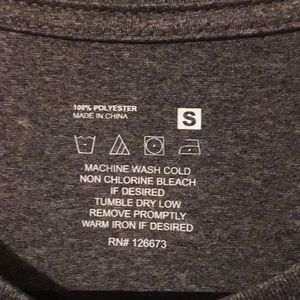 100% POLYESTER
MADE IN CHINA
S
MACHINE WASH COLD
NON CHLORINE BLEACH
IF DESIRED
TUMBLE DRY LOW
REMOVE PROMPTLY
WARM IRON IF DESIRED
RN# 126673